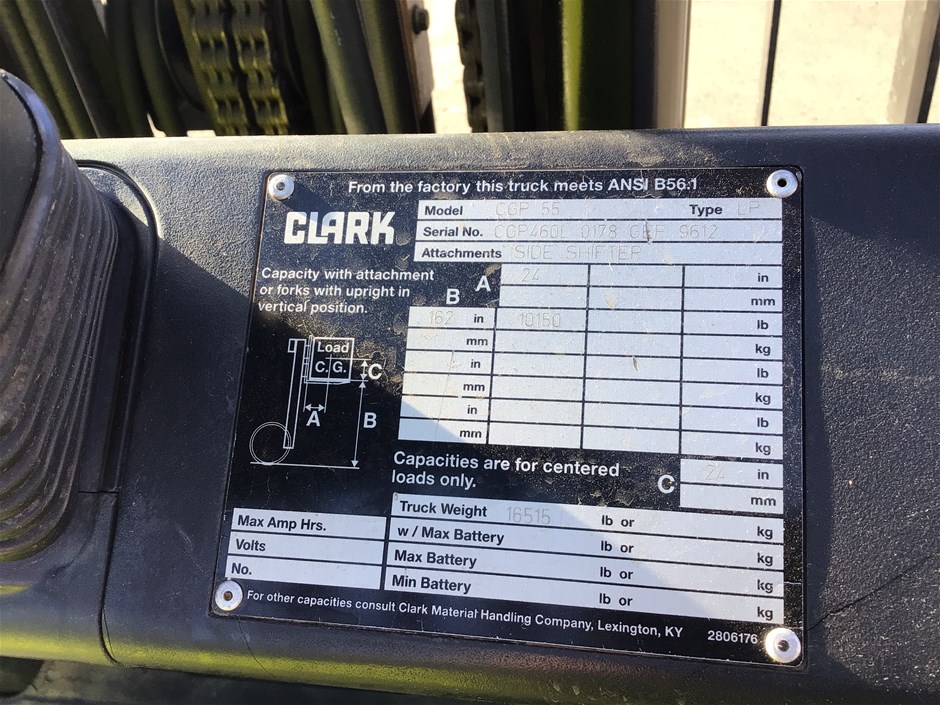 From the factory this truck meets ANSI B56.1
CLARK
Model CGP 55 Type LP
Serial No. CGP460L 0178 CEF 9612
Attachments SIDE SHIFTER
Capacity with attachment
or forks with upright in
vertical position.
A 24 in
mm
B
162 in 10150 lb
mm kg
in lb
mm kg
in lb
mm kg
Load
C.G.
C
A
B
Capacities are for centered
loads only.
C 24 in
mm
Truck Weight 16515 lb or kg
w / Max Battery lb or kg
Max Battery lb or kg
Min Battery lb or kg
Max Amp Hrs.
Volts
No.
For other capacities consult Clark Material Handling Company, Lexington, KY 2806176